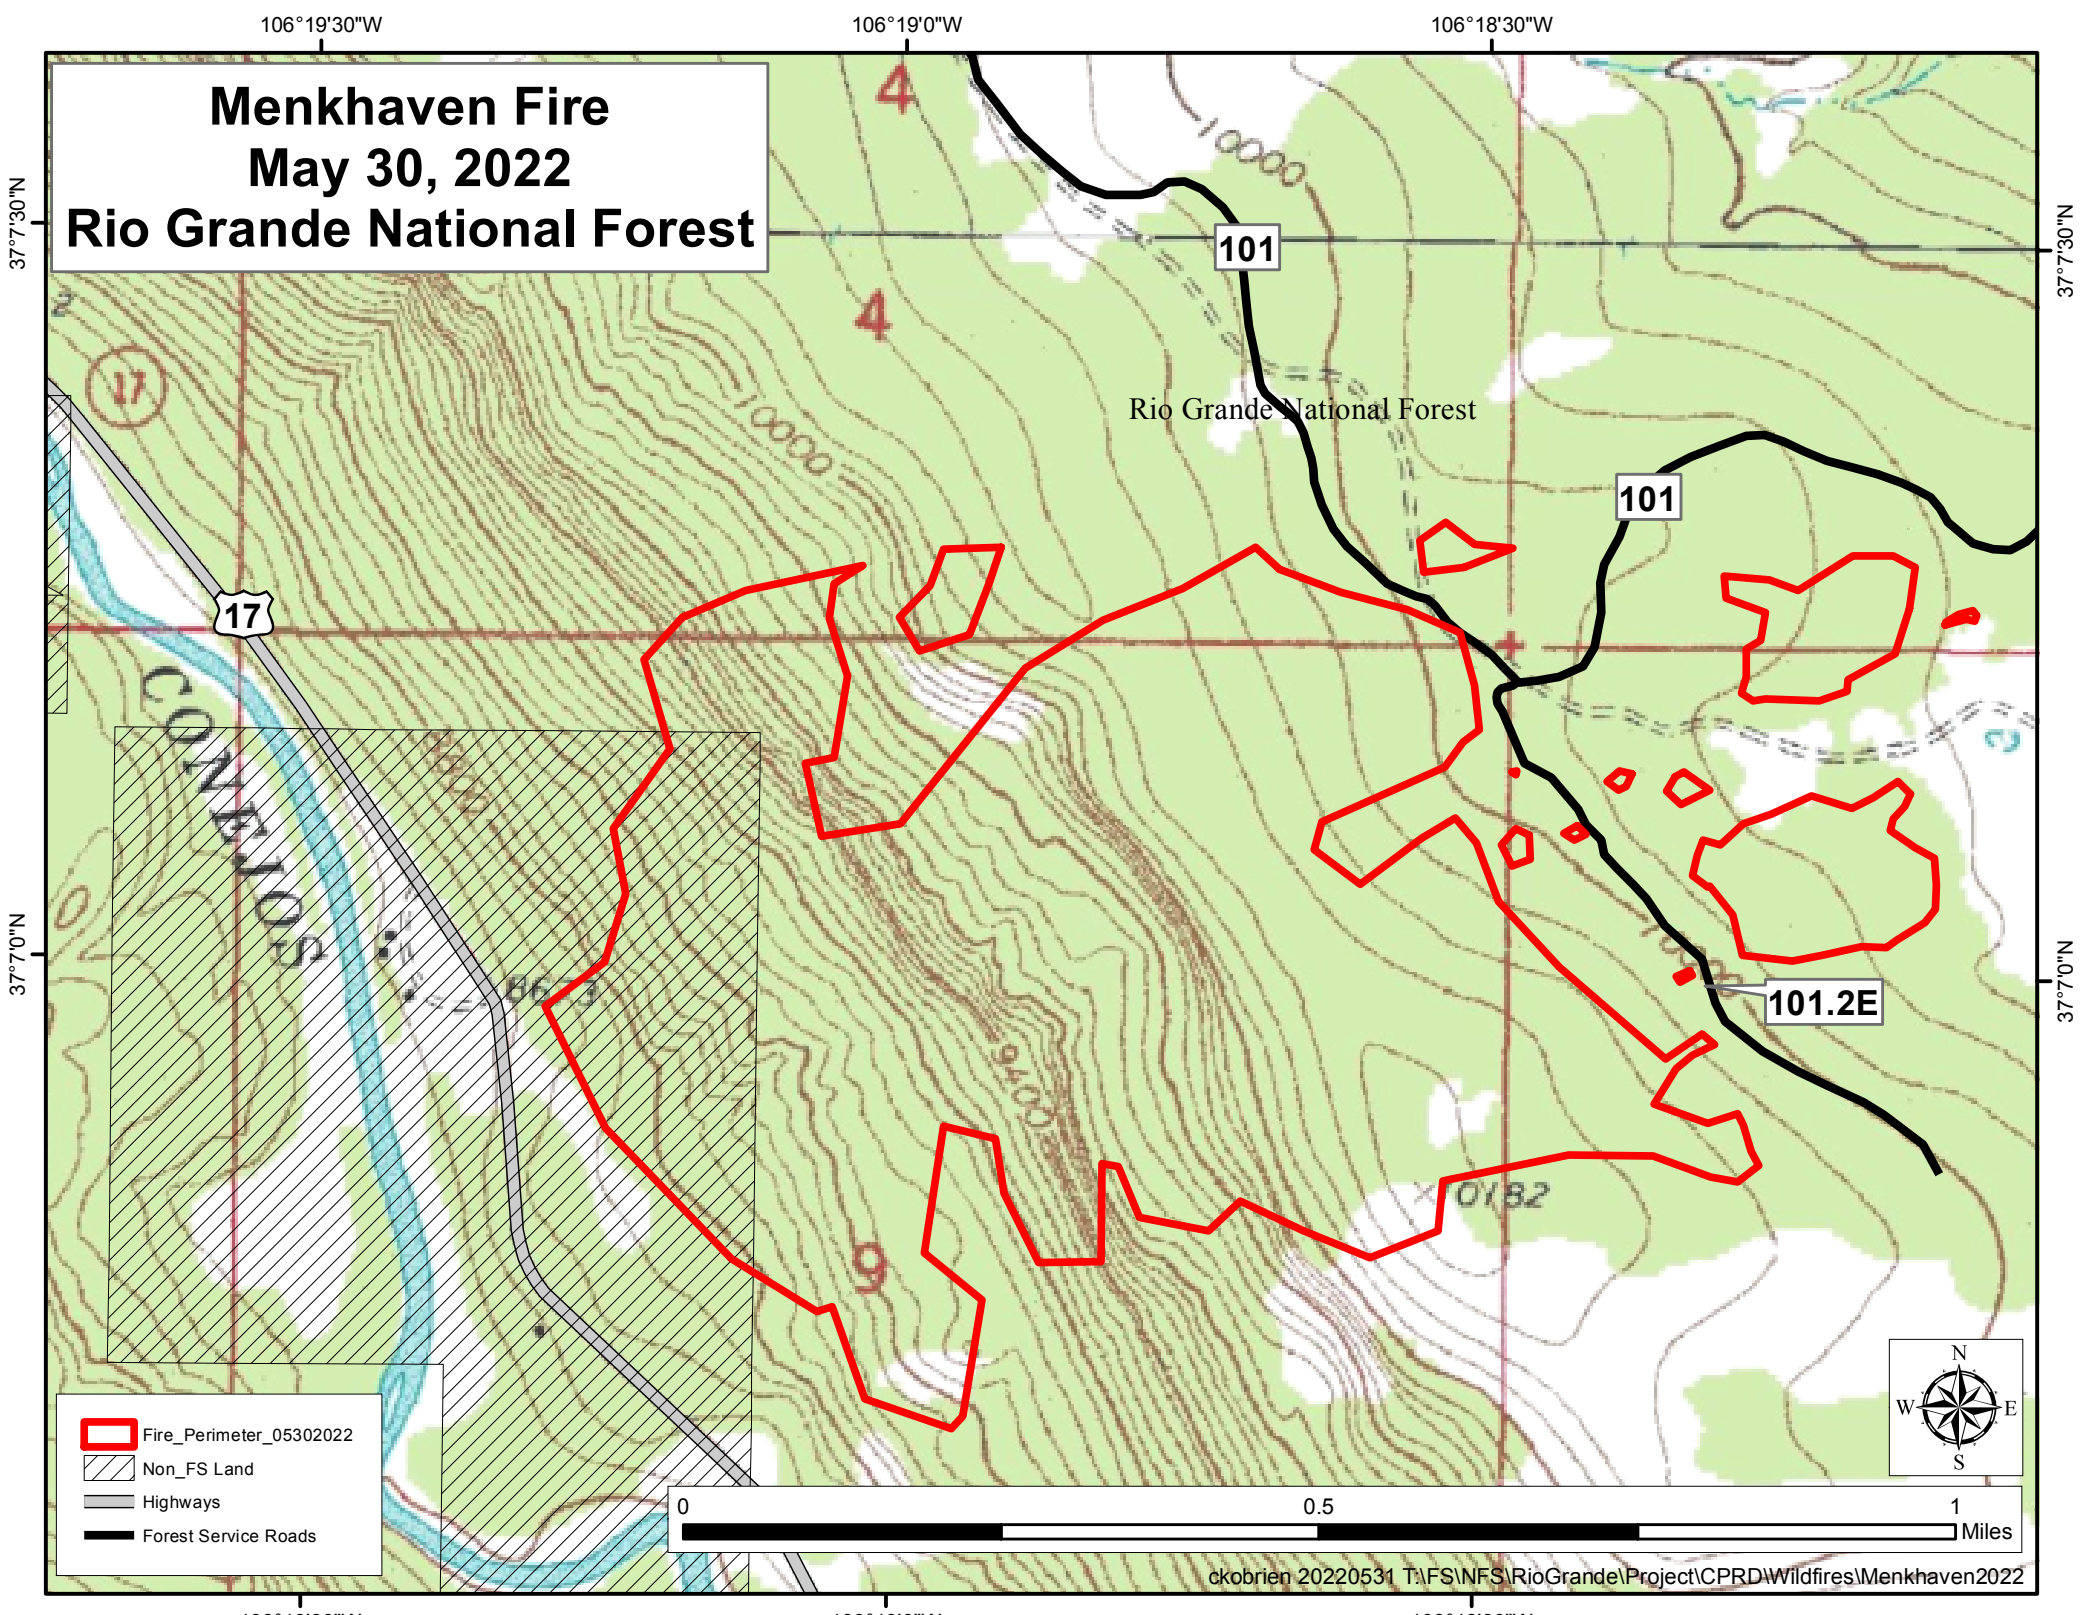 106°19'30"W
106°19'0"W
106°18'30"W
Menkhaven Fire
May 30, 2022
Rio Grande National Forest
37°7'30"N
37°7'30"N
4
10000
101
2
4
17
Rio Grande National Forest
10000
101
17
CONEJOS
9000
37°7'0"N
37°7'0"N
10000
101.2E
9400
9
Fire_Perimeter_05302022
Non_FS Land
Highways
Forest Service Roads
N
W
E
S
0
0.5
1
Miles
ckobrien 20220531 T:\FS\NFS\RioGrande\Project\CPRD\Wildfires\Menkhaven2022